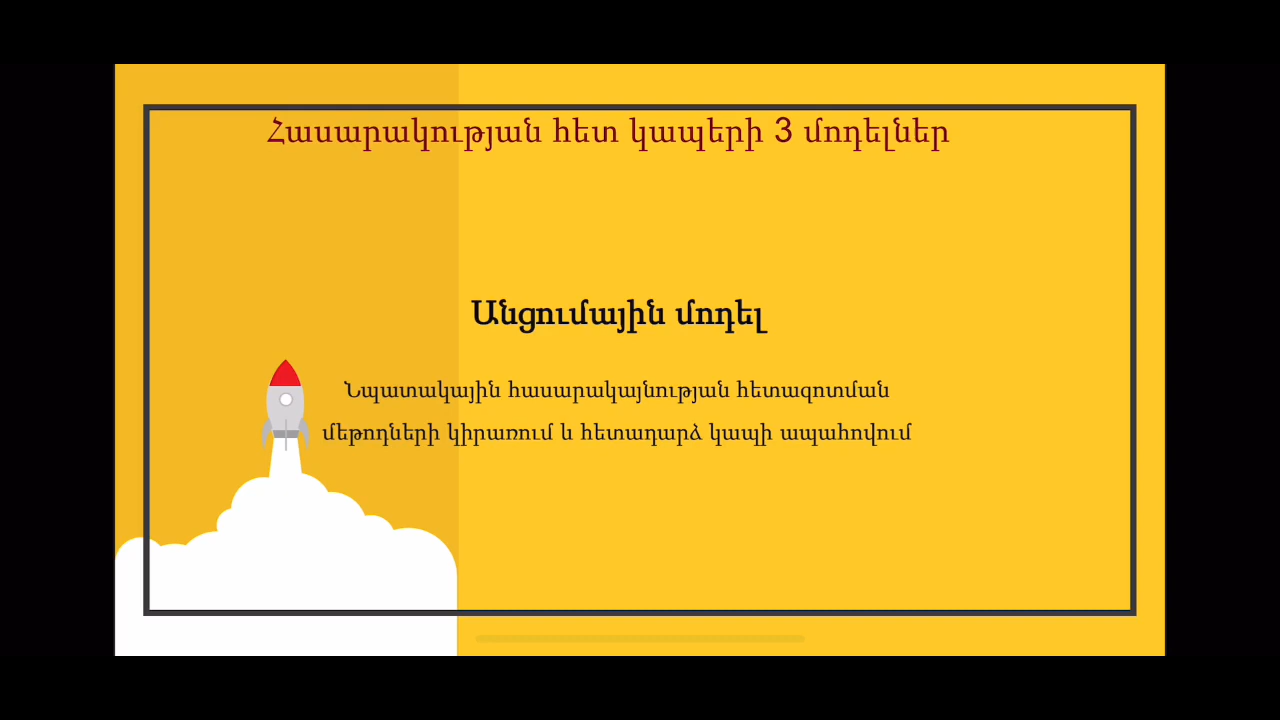 Հասարակության հետ կապերի 3 մոդելներ
Անցումային մոդել
Նպատակային հասարակայնության հետազոտման
մեթոդների կիրառում և հետադարձ կապի ապահովում